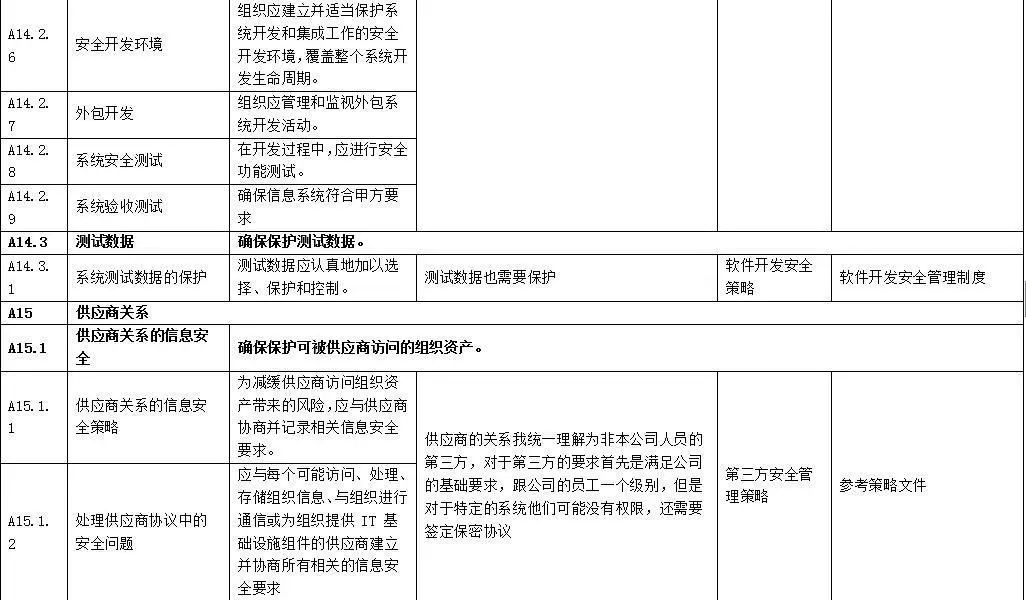 组织应建立并适当保护系
A14.2.
6
安全开发环境
统开发和集成工作的安全
开发环境,覆盖整个系统开
发生命周期。
A14.2.
7
外包开发
组织应管理和监视外包系
统开发活动。
A14.2.
8
系统安全测试
在开发过程中,应进行安全
功能测试。
A14.2.
9
系统验收测试
确保信息系统符合甲方要
求
A14.3
测试数据
确保保护测试数据。
A14.3.
1
系统测试数据的保护
测试数据应认真地加以选
择、保护和控制。
测试数据也需要保护
软件开发安全
策略
软件开发安全管理制度
A15
供应商关系
A15.1
供应商关系的信息安
全
确保保护可被供应商访问的组织资产。
A15.1.
1
供应商关系的信息安
全策略
为减缓供应商访问组织资
产带来的风险,应与供应商
协商并记录相关信息安全
要求。
供应商的关系我统一理解为非本公司人员的
第三方，对于第三方的要求首先是满足公司
的基础要求，跟公司的员工一个级别，但是
对于特定的系统他们可能没有权限，还需要
签定保密协议
第三方安全管
理策略
参考策略文件
A15.1.
2
处理供应商协议中的
安全问题
应与每个可能访问、处理、
存储组织信息、与组织进行
通信或为组织提供 IT 基
础设施组件的供应商建立
并协商所有相关的信息安
全要求